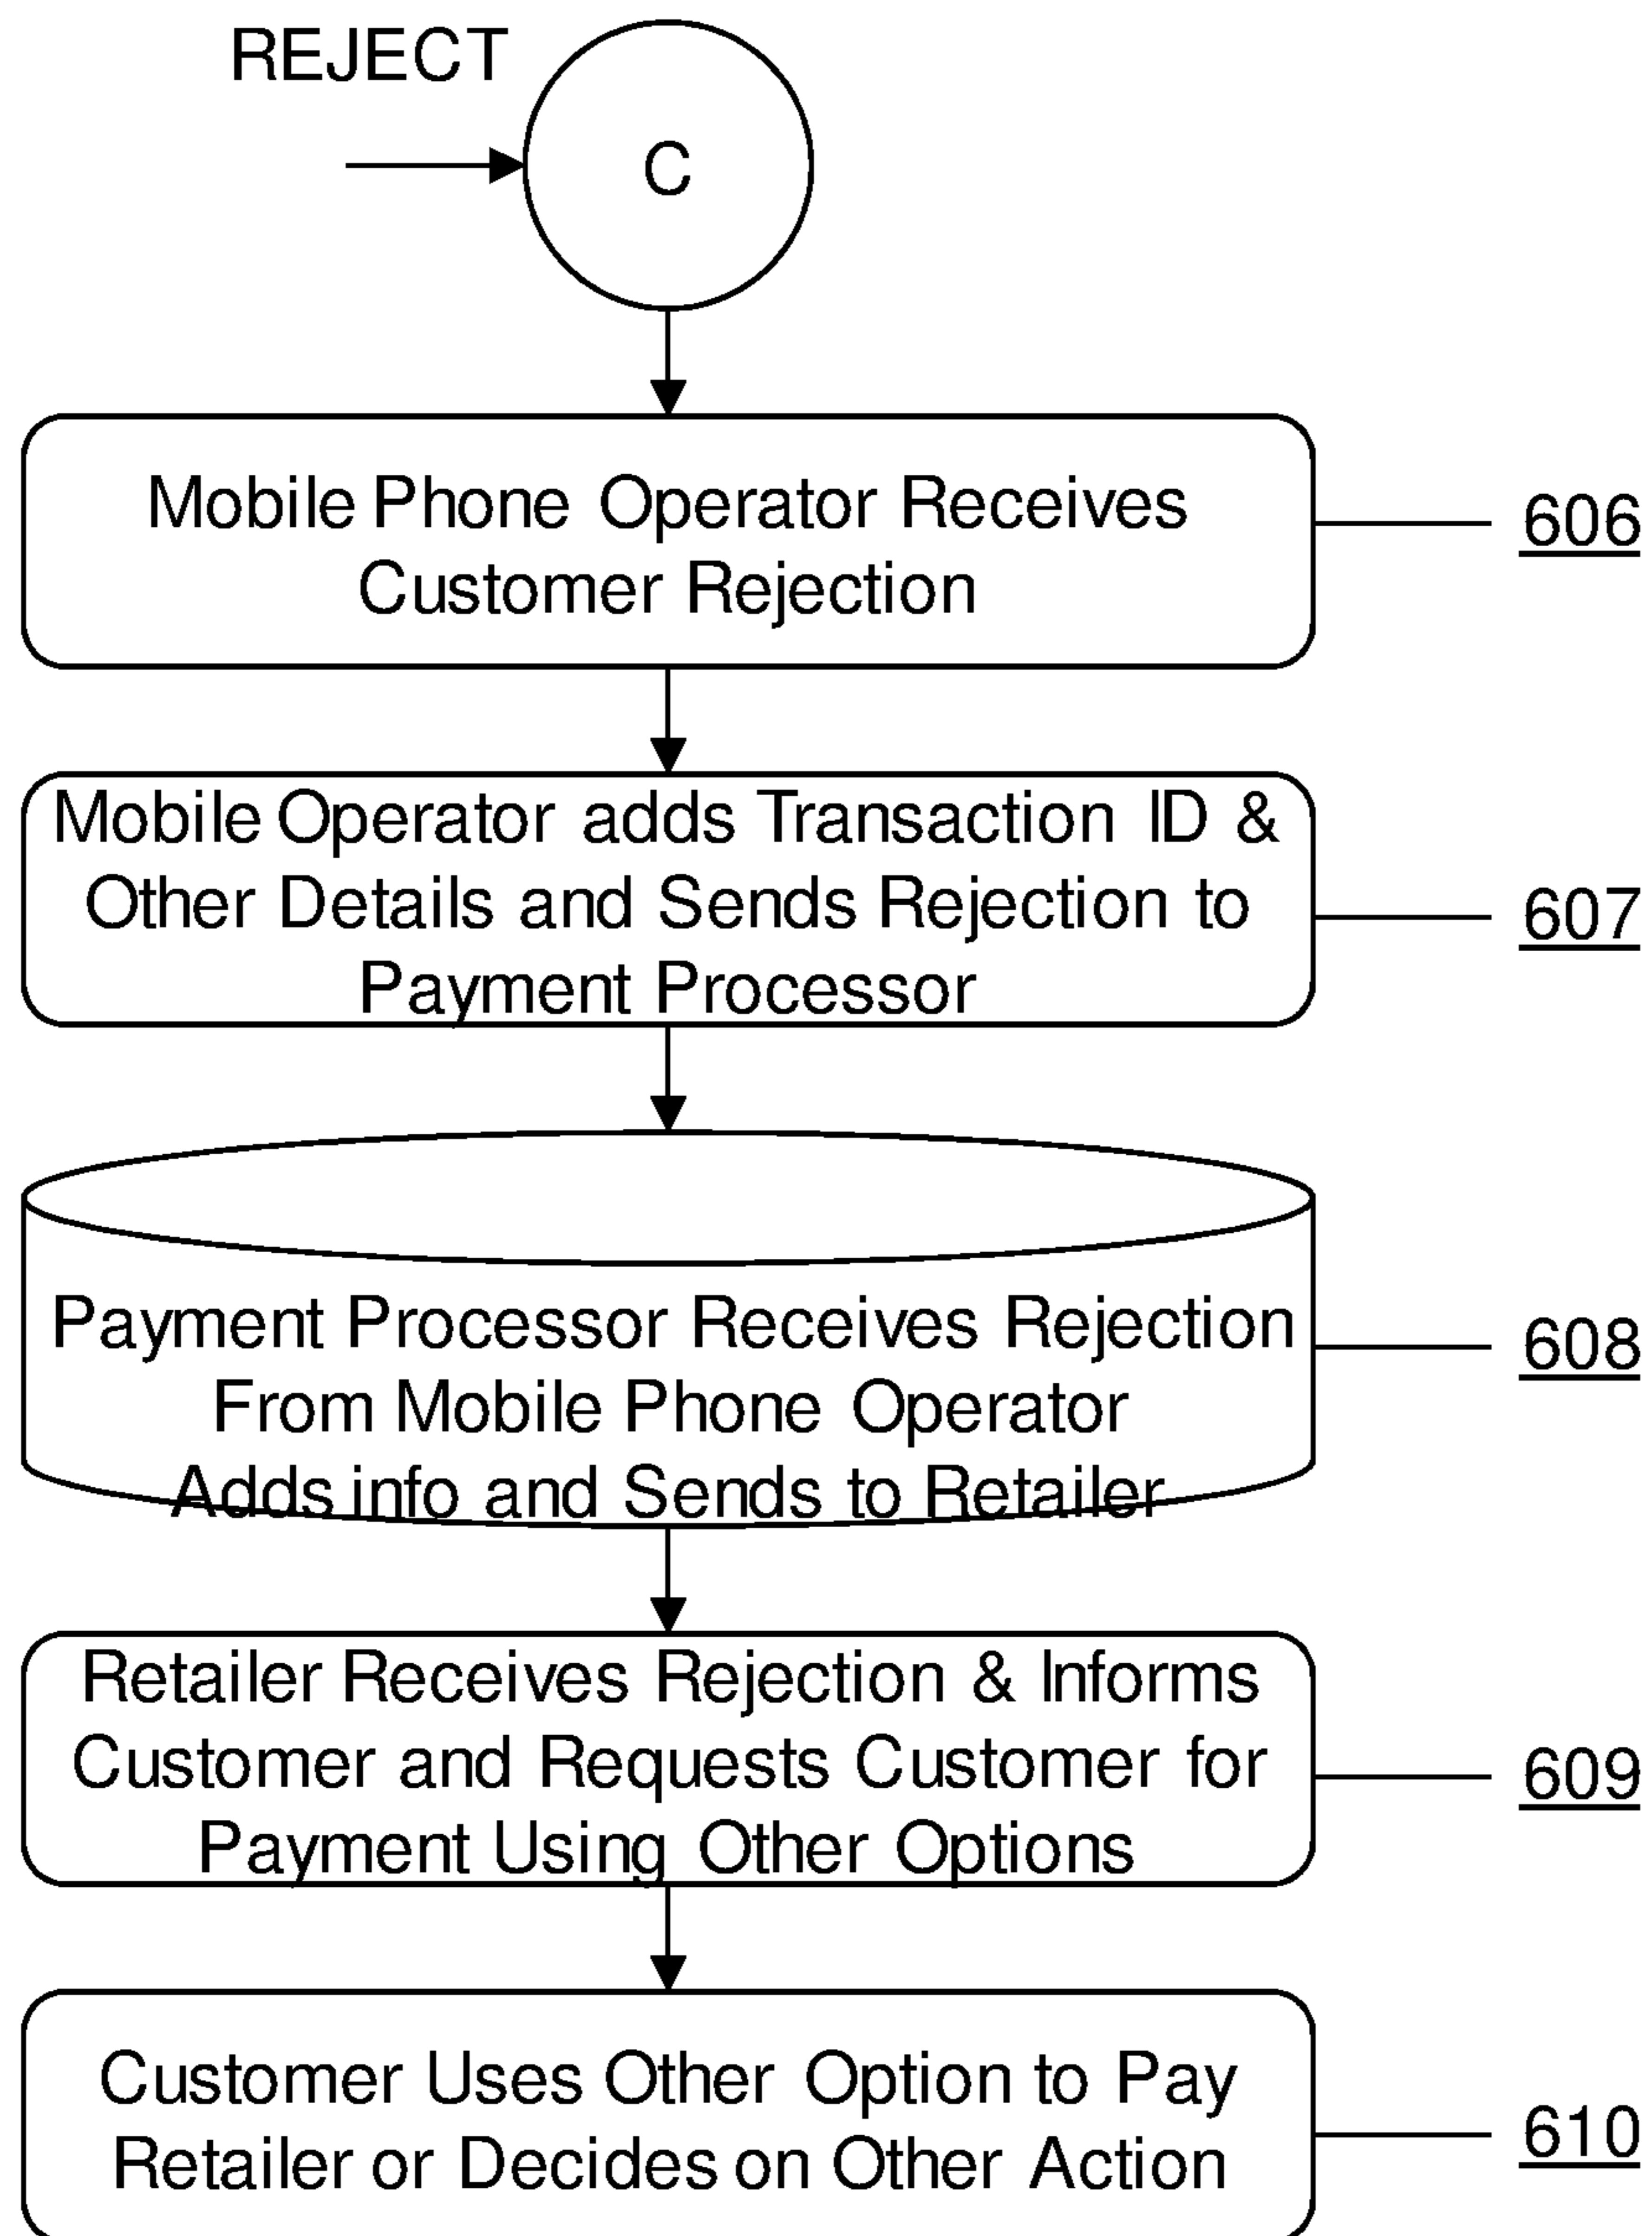 REJECT
C
Mobile Phone Operator Receives
Customer Rejection
606
Mobile Operator adds Transaction ID &
Other Details and Sends Rejection to
Payment Processor
607
Payment Processor Receives Rejection
From Mobile Phone Operator
Adds info and Sends to Retailer
608
Retailer Receives Rejection & Informs
Customer and Requests Customer for
Payment Using Other Options
609
Customer Uses Other Option to Pay
Retailer or Decides on Other Action
610